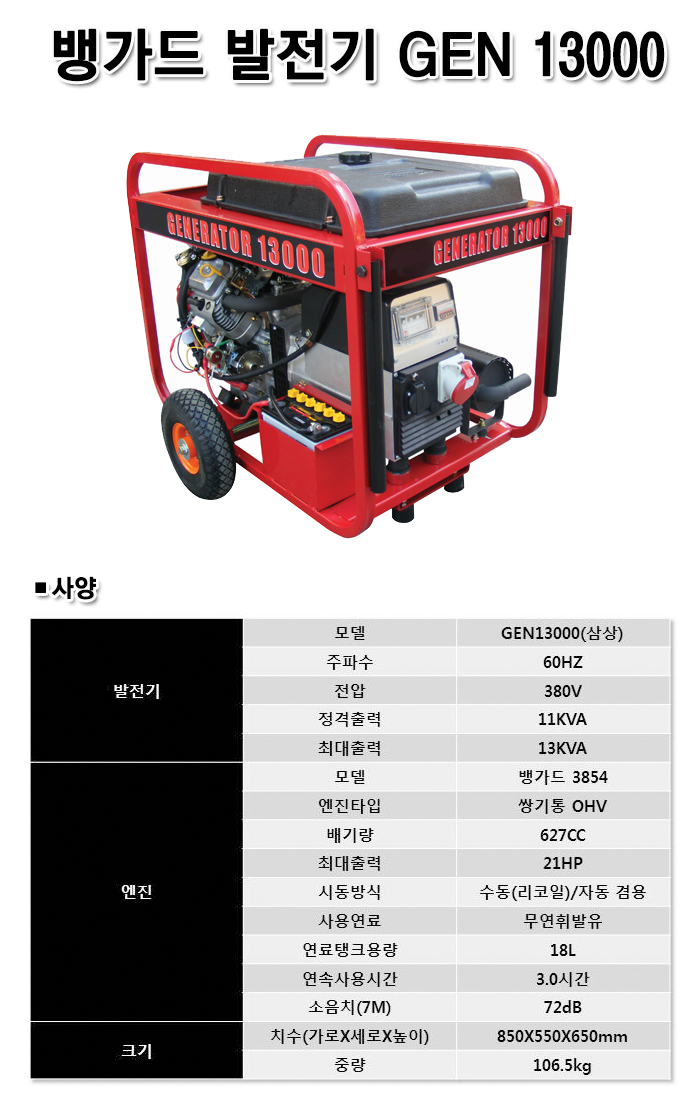 뱅가드 발전기 GEN 13000
GENERATOR 13000
GENERATOR 13000
■ 사양
발전기
모델 GEN13000(삼상)
주파수 60HZ
전압 380V
정격출력 11KVA
최대출력 13KVA
엔진
모델 뱅가드 3854
엔진타입 쌍기통 OHV
배기량 627CC
최대출력 21HP
시동방식 수동(리코일)/자동 겸용
사용연료 무연휘발유
연료탱크용량 18L
연속사용시간 3.0시간
소음치(7M) 72dB
크기
치수(가로X세로X높이) 850X550X650mm
중량 106.5kg